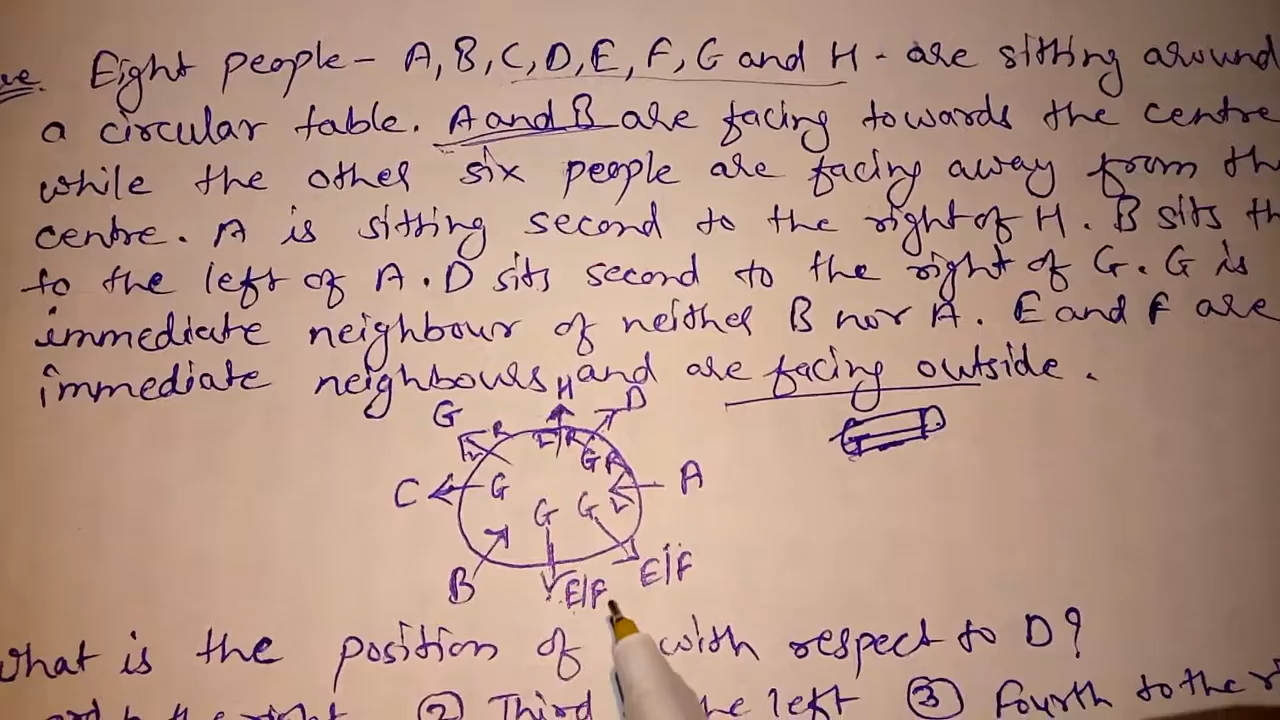 Eight people - A, B, C, D, E, F, G and H - are sitting around
a circular table. A and B are facing towards the centre
while the other six people are facing away from
centre. A is sitting second to the right of H. B sits
to the left of A. D sits second to the right of G. G is
immediate neighbour of neither B nor A. E and F are
immediate neighbours, and are facing outside.
G H D
C G A
B E/F E/F
what is the position of with respect to D?
② Third left ③ Fourth to the